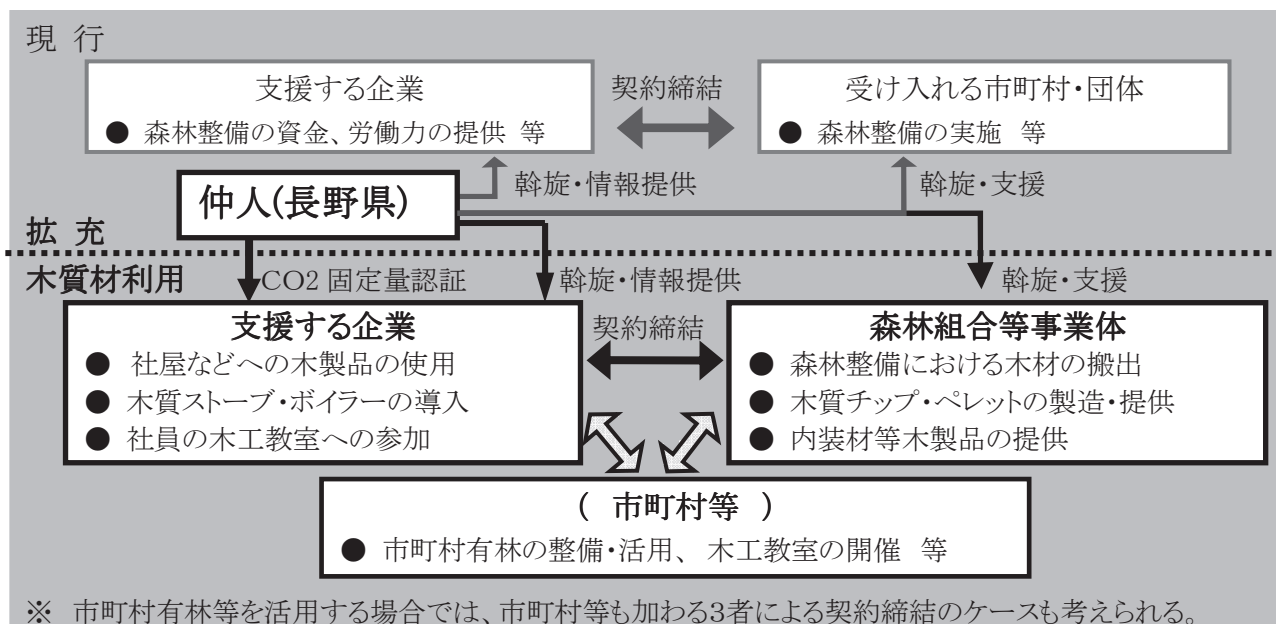 現 行
支援する企業
● 森林整備の資金、労働力の提供 等
契約締結
受け入れる市町村・団体
● 森林整備の実施 等
仲人(長野県)
斡旋・情報提供
斡旋・支援
拡 充
木質材利用
CO2 固定量認証
斡旋・情報提供
斡旋・支援
支援する企業
● 社屋などへの木製品の使用
● 木質ストーブ・ボイラーの導入
● 社員の木工教室への参加
契約締結
森林組合等事業体
● 森林整備における木材の搬出
● 木質チップ・ペレットの製造・提供
● 内装材等木製品の提供
( 市町村等 )
● 市町村有林の整備・活用、 木工教室の開催 等
※ 市町村有林等を活用する場合では、市町村等も加わる3者による契約締結のケースも考えられる。